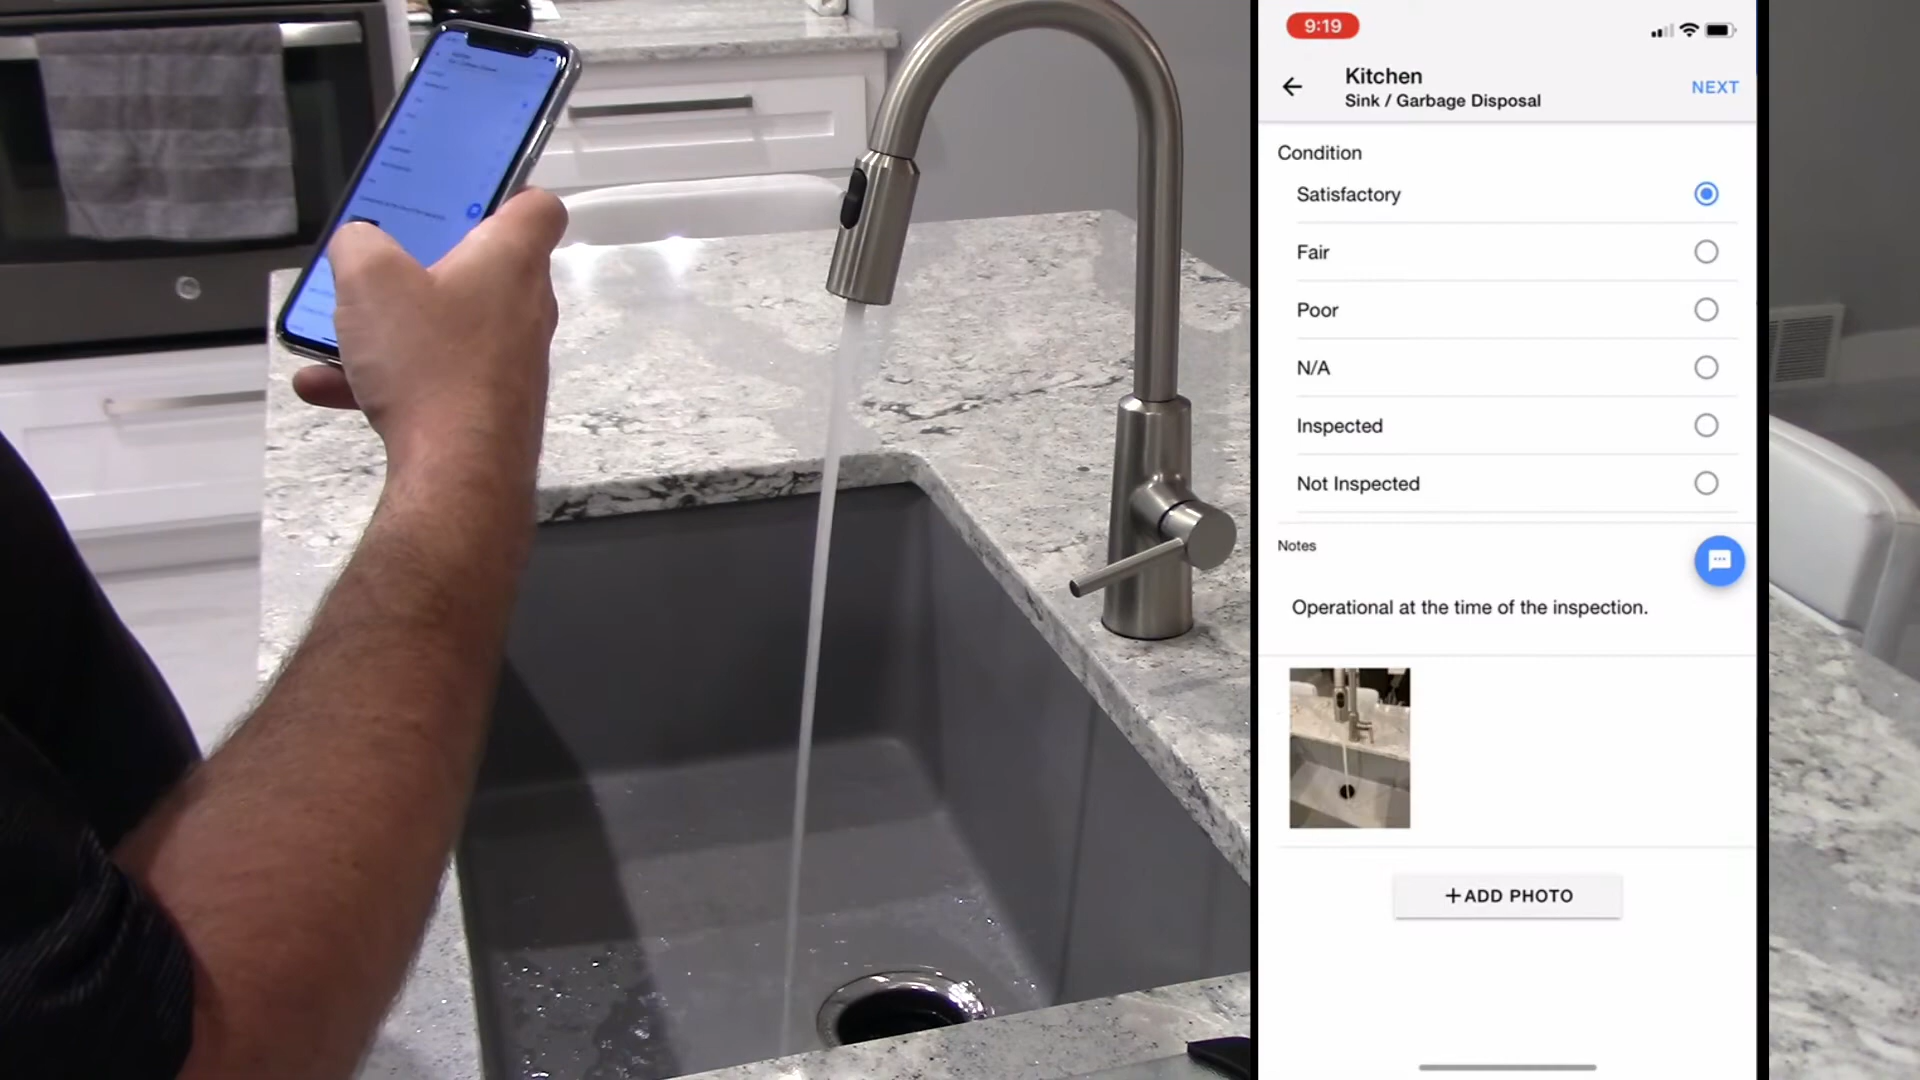 9:19
Kitchen
Sink / Garbage Disposal
NEXT
Condition
Satisfactory
Fair
Poor
N/A
Inspected
Not Inspected
Notes
Operational at the time of the inspection.
+ADD PHOTO